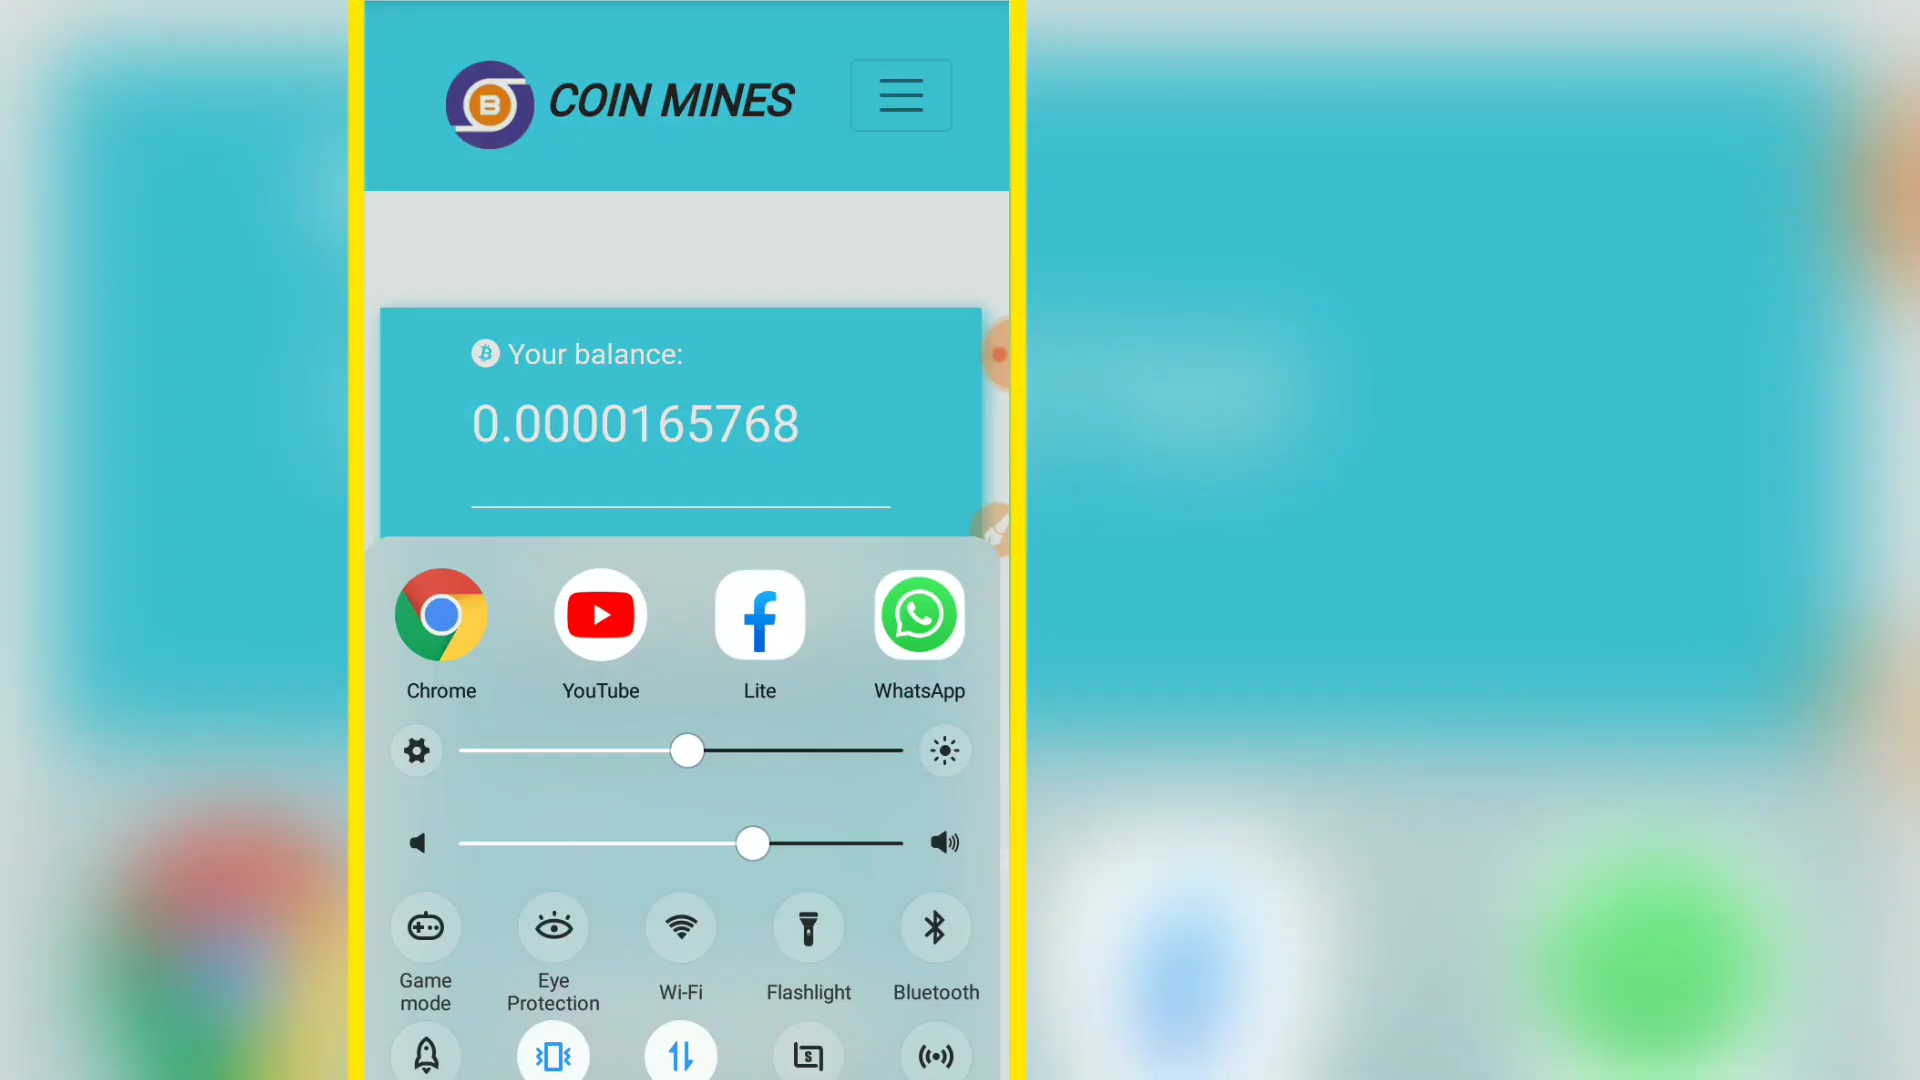 COIN MINES
Your balance:
0.0000165768
Chrome
YouTube
Lite
WhatsApp
Game
mode
Eye
Protection
Wi-Fi
Flashlight
Bluetooth